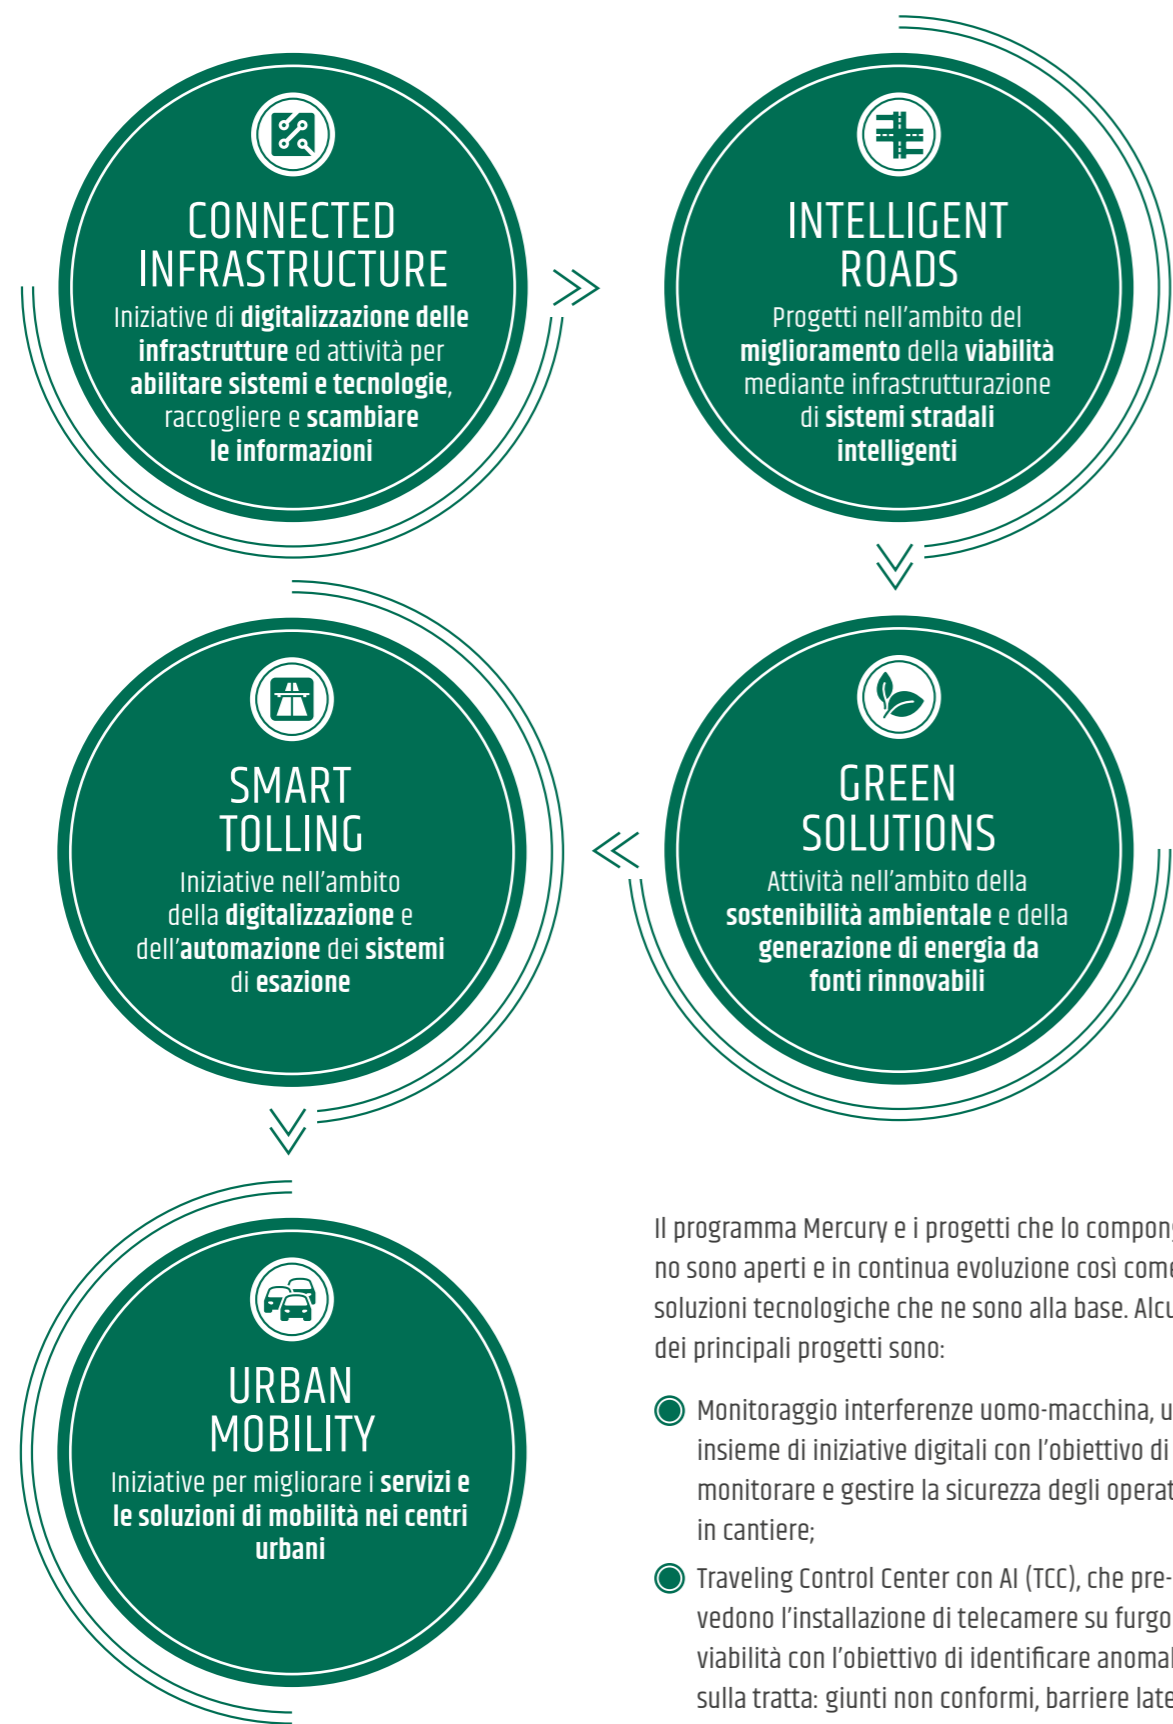 CONNECTED
INFRASTRUCTURE
Iniziative di digitalizzazione delle
infrastrutture ed attività per
abilitare sistemi e tecnologie,
raccogliere e scambiare
le informazioni
INTELLIGENT
ROADS
Progetti nell'ambito del
miglioramento della viabilità
mediante infrastrutturazione
di sistemi stradali
intelligenti
SMART
TOLLING
Iniziative nell'ambito
della digitalizzazione e
dell'automazione dei sistemi
di esazione
GREEN
SOLUTIONS
Attività nell'ambito della
sostenibilità ambientale e della
generazione di energia da
fonti rinnovabili
URBAN
MOBILITY
Iniziative per migliorare i servizi e
le soluzioni di mobilità nei centri
urbani
Il programma Mercury e i progetti che lo compong
no sono aperti e in continua evoluzione così come
soluzioni tecnologiche che ne sono alla base. Alcu
dei principali progetti sono:
Monitoraggio interferenze uomo-macchina, u
insieme di iniziative digitali con l'obiettivo di
monitorare e gestire la sicurezza degli operat
in cantiere;
Traveling Control Center con AI (TCC), che pre-
vedono l'installazione di telecamere su furgo
viabilità con l'obiettivo di identificare anomal
sulla tratta: giunti non conformi, barriere late